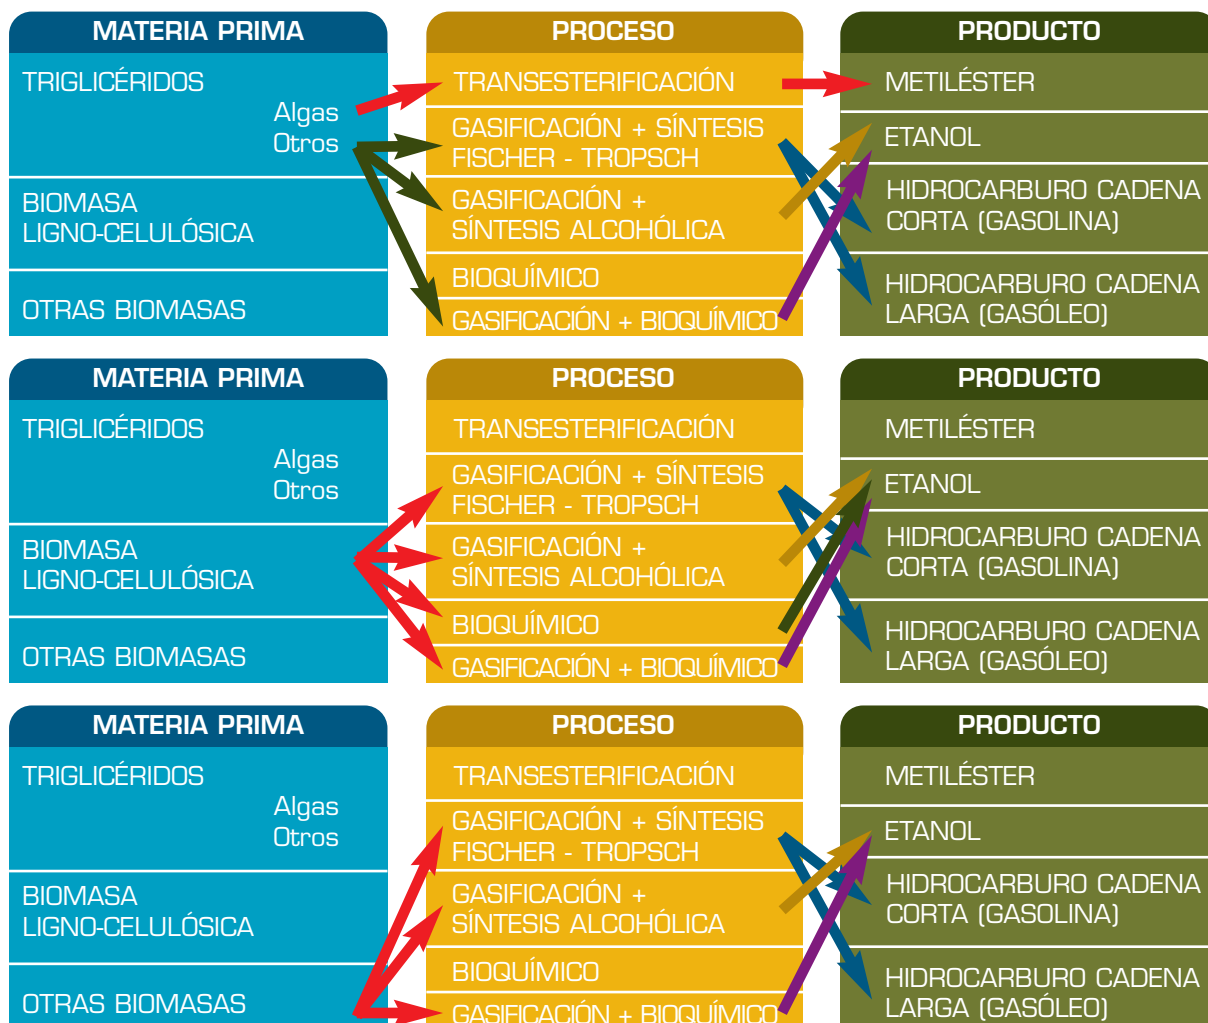 MATERIA PRIMA
TRIGLICÉRIDOS
Algas
Otros
BIOMASA
LIGNO-CELULÓSICA
OTRAS BIOMASAS
PROCESO
TRANSESTERIFICACIÓN
GASIFICACIÓN + SÍNTESIS
FISCHER - TROPSCH
GASIFICACIÓN +
SÍNTESIS ALCOHÓLICA
BIOQUÍMICO
GASIFICACIÓN + BIOQUÍMICO
PRODUCTO
METILÉSTER
ETANOL
HIDROCARBURO CADENA
CORTA (GASOLINA)
HIDROCARBURO CADENA
LARGA (GASÓLEO)
MATERIA PRIMA
TRIGLICÉRIDOS
Algas
Otros
BIOMASA
LIGNO-CELULÓSICA
OTRAS BIOMASAS
PROCESO
TRANSESTERIFICACIÓN
GASIFICACIÓN + SÍNTESIS
FISCHER - TROPSCH
GASIFICACIÓN +
SÍNTESIS ALCOHÓLICA
BIOQUÍMICO
GASIFICACIÓN + BIOQUÍMICO
PRODUCTO
METILÉSTER
ETANOL
HIDROCARBURO CADENA
CORTA (GASOLINA)
HIDROCARBURO CADENA
LARGA (GASÓLEO)
MATERIA PRIMA
TRIGLICÉRIDOS
Algas
Otros
BIOMASA
LIGNO-CELULÓSICA
OTRAS BIOMASAS
PROCESO
TRANSESTERIFICACIÓN
GASIFICACIÓN + SÍNTESIS
FISCHER - TROPSCH
GASIFICACIÓN +
SÍNTESIS ALCOHÓLICA
BIOQUÍMICO
GASIFICACIÓN + BIOQUÍMICO
PRODUCTO
METILÉSTER
ETANOL
HIDROCARBURO CADENA
CORTA (GASOLINA)
HIDROCARBURO CADENA
LARGA (GASÓLEO)